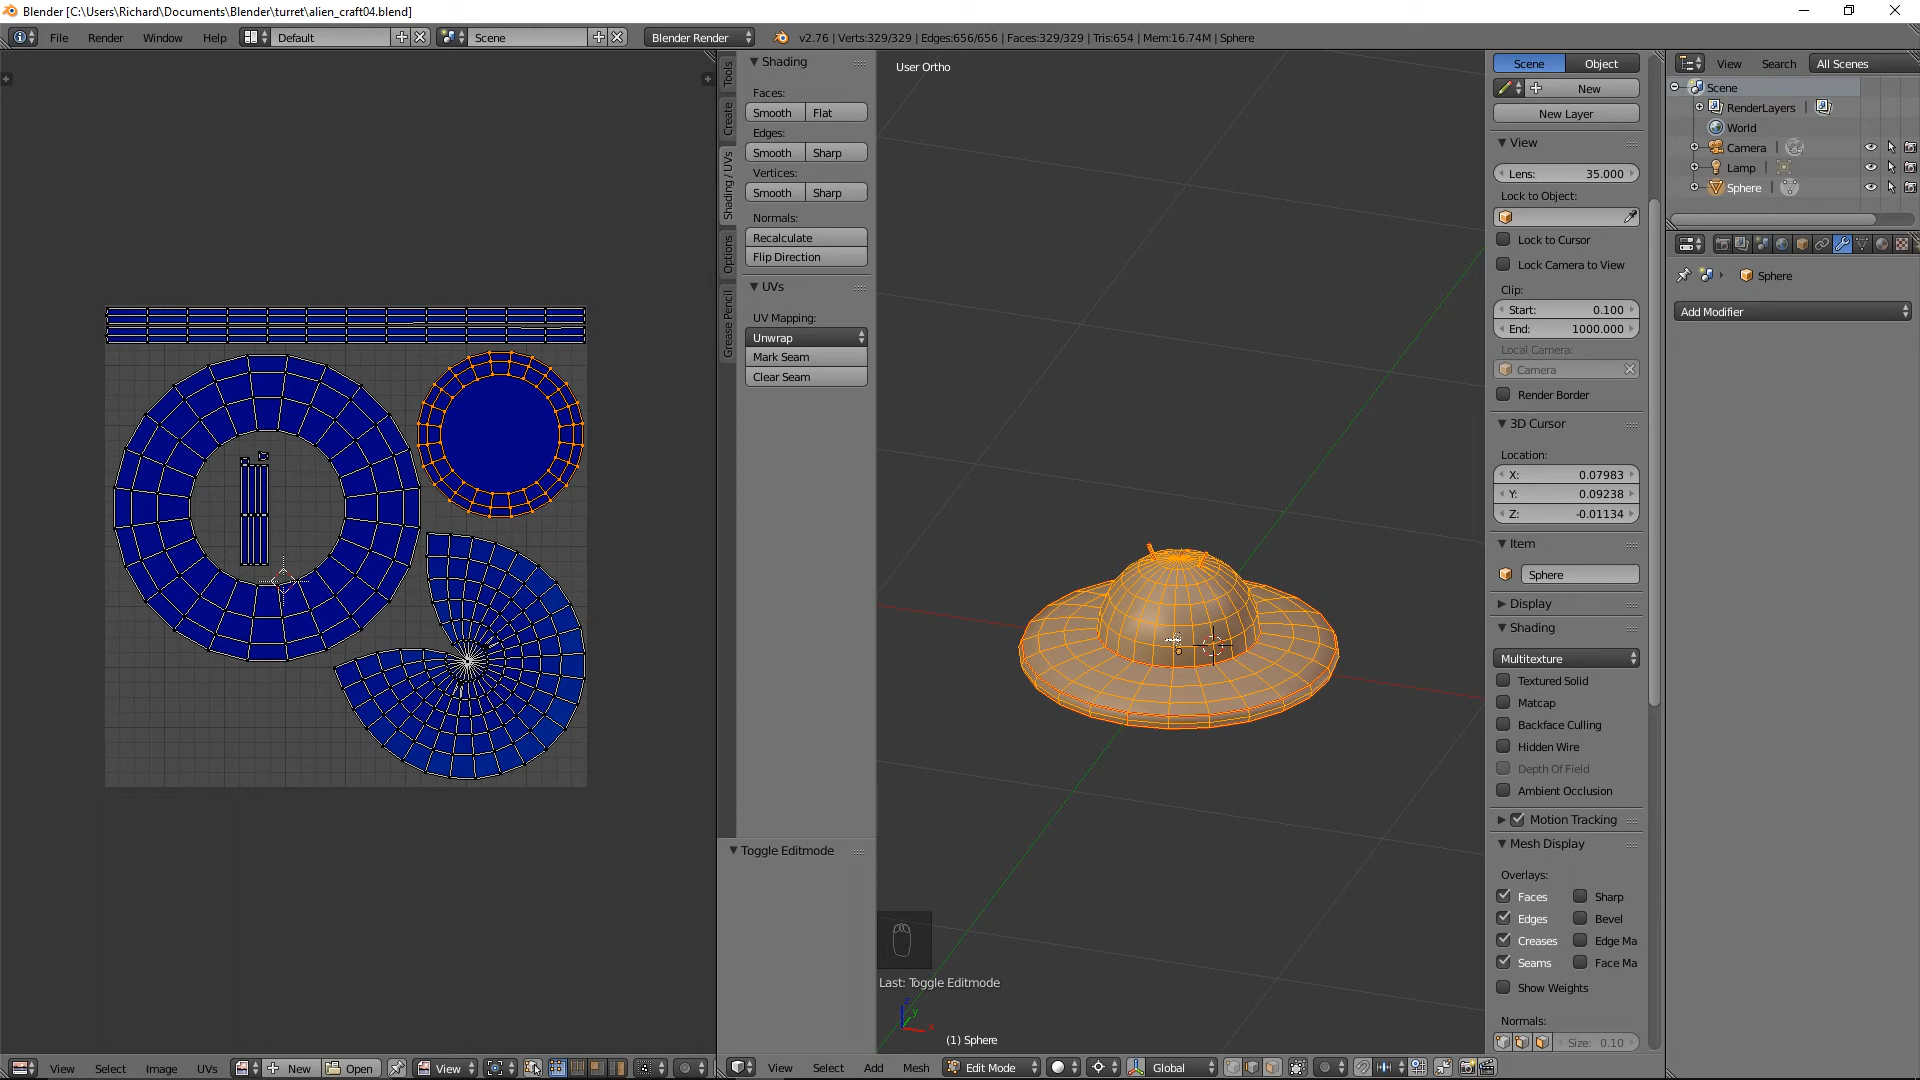 Blender [C:\Users\Richard\Documents\Blender\turret\alien_craft04.blend]
File Render Window Help Default Scene Blender Render v2.76 | Verts:329/329 | Edges:656/656 | Faces:329/329 | Tris:654 | Mem:16.74M | Sphere
Tools
Create
Shading / UVs
Options
Grease Pencil
Shading
Faces:
Smooth Flat
Edges:
Smooth Sharp
Vertices:
Smooth Sharp
Normals:
Recalculate
Flip Direction
UVs
UV Mapping:
Unwrap
Mark Seam
Clear Seam
Toggle Editmode
User Ortho
Last: Toggle Editmode
z
y
x
(1) Sphere
Scene Object
New
New Layer
View
Lens: 35.000
Lock to Object:
Lock to Cursor
Lock Camera to View
Clip:
Start: 0.100
End: 1000.000
Local Camera:
Camera
Render Border
3D Cursor
Location:
X: 0.07983
Y: 0.09238
Z: -0.01134
Item
Sphere
Display
Shading
Multitexture
Textured Solid
Matcap
Backface Culling
Hidden Wire
Depth Of Field
Ambient Occlusion
Motion Tracking
Mesh Display
Overlays:
Faces Sharp
Edges Bevel
Creases Edge Ma
Seams Face Ma
Show Weights
Normals:
Size: 0.10
View Search All Scenes
Scene
RenderLayers |
World
Camera |
Lamp |
Sphere |
Sphere
Add Modifier
View Select Image UVs New Open View
View Select Add Mesh Edit Mode Global